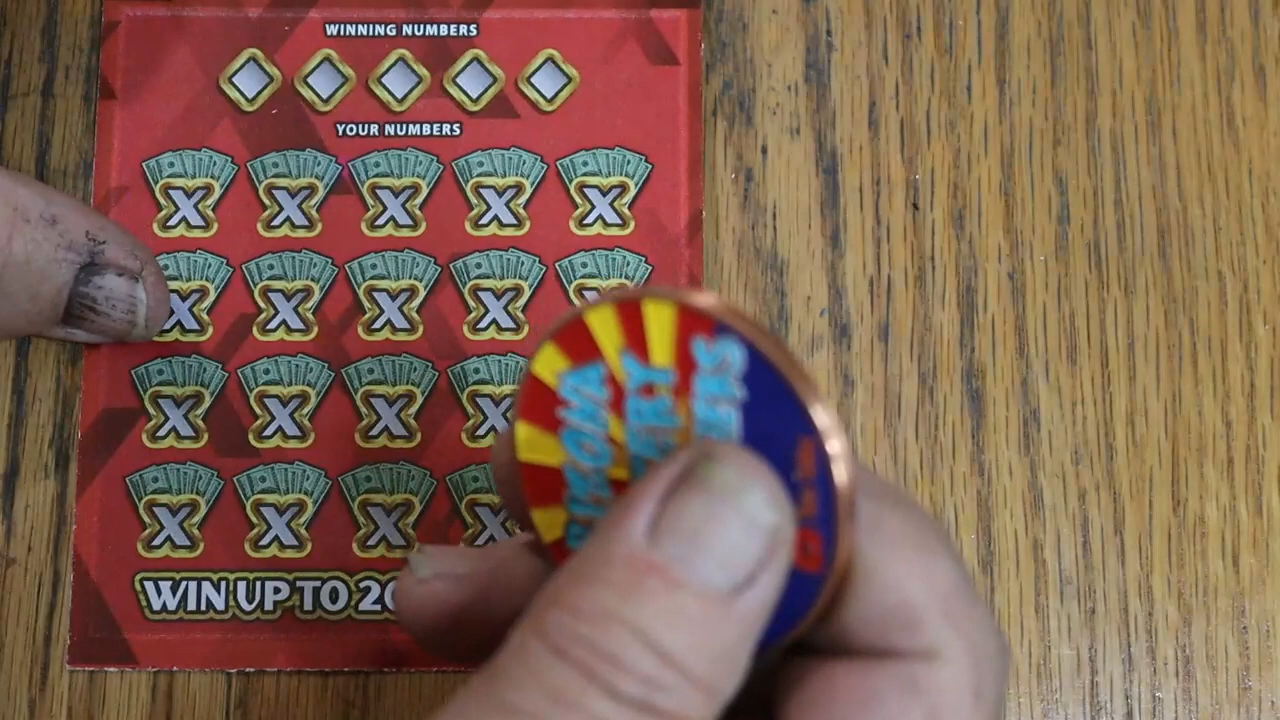 WINNING NUMBERS
YOUR NUMBERS
X X X X X
X X X X
X X X X
X X X X
WIN UP TO 20